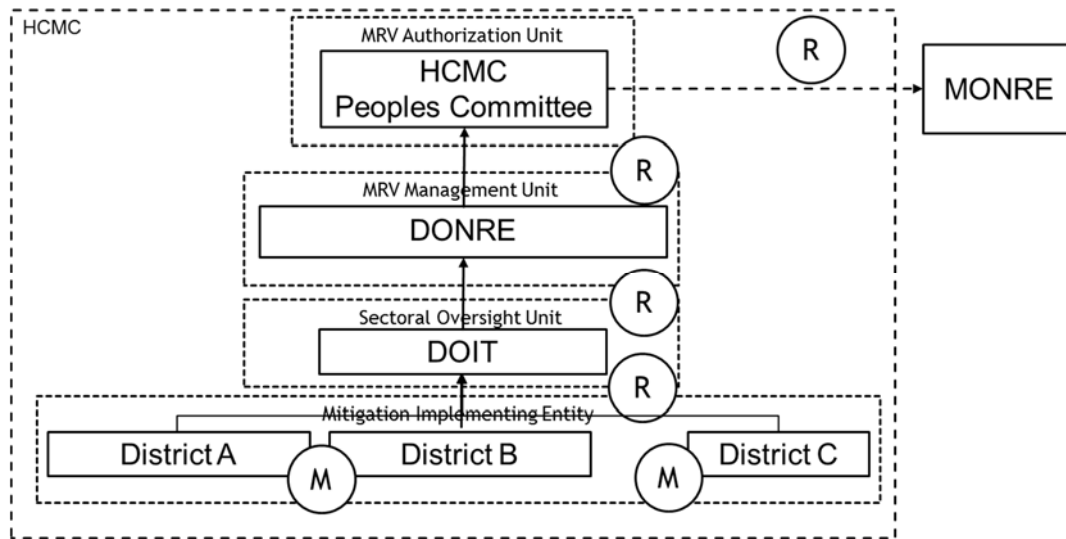 HCMC
MRV Authorization Unit
HCMC
Peoples Committee
R
MONRE
R
MRV Management Unit
DONRE
R
Sectoral Oversight Unit
DOIT
R
Mitigation Implementing Entity
District A
District B
District C
M
M